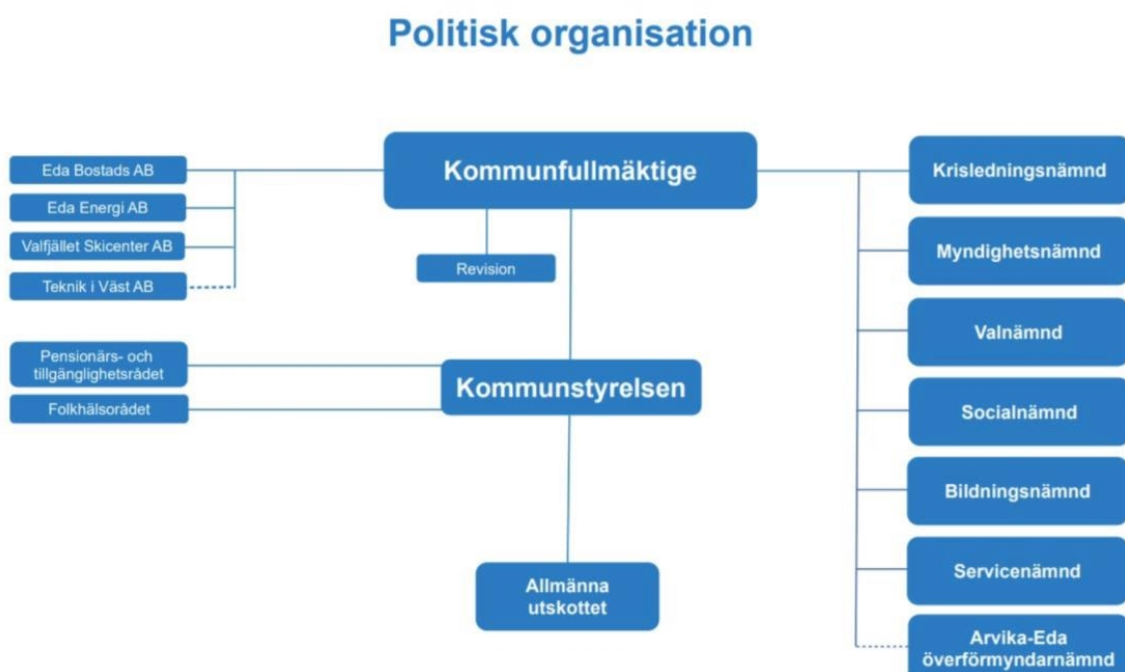 Politisk organisation
Kommunfullmäktige
Eda Bostads AB
Eda Energi AB
Valfjället Skicenter AB
Teknik i Väst AB
Revision
Pensionärs- och
tillgänglighetsrådet
Folkhälsorådet
Kommunstyrelsen
Allmänna
utskottet
Krisledningsnämnd
Myndighetsnämnd
Valnämnd
Socialnämnd
Bildningsnämnd
Servicenämnd
Arvika-Eda
överförmyndarnämnd